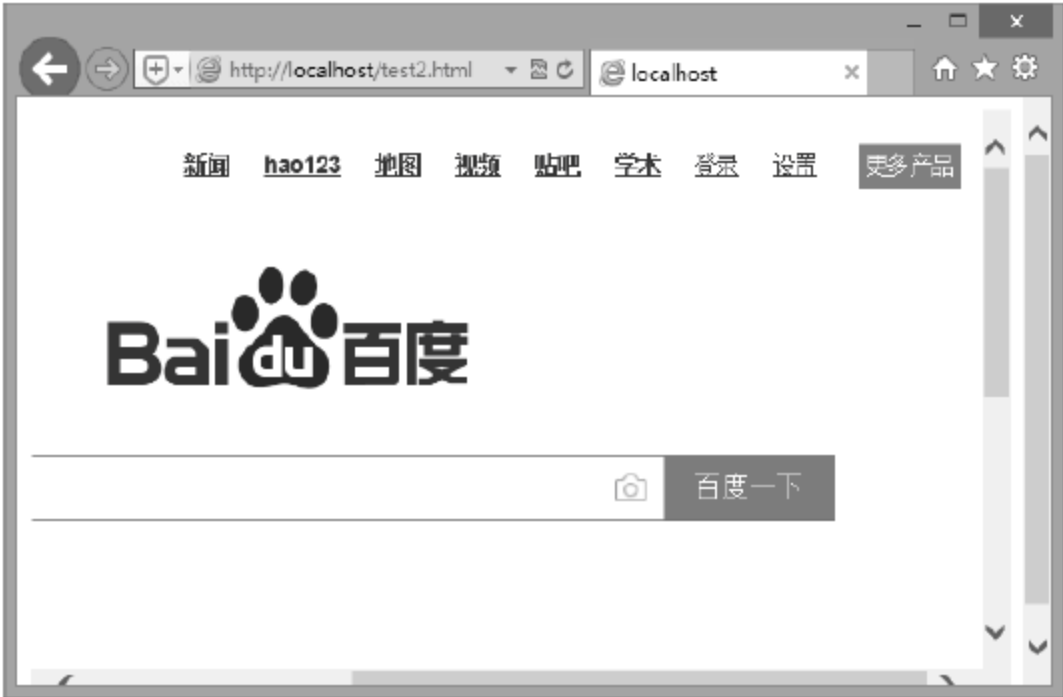 http://localhost/test2.html
localhost
新闻 hao123 地图 视频 贴吧 学术 登录 设置 更多产品
Bai du 百度
百度一下